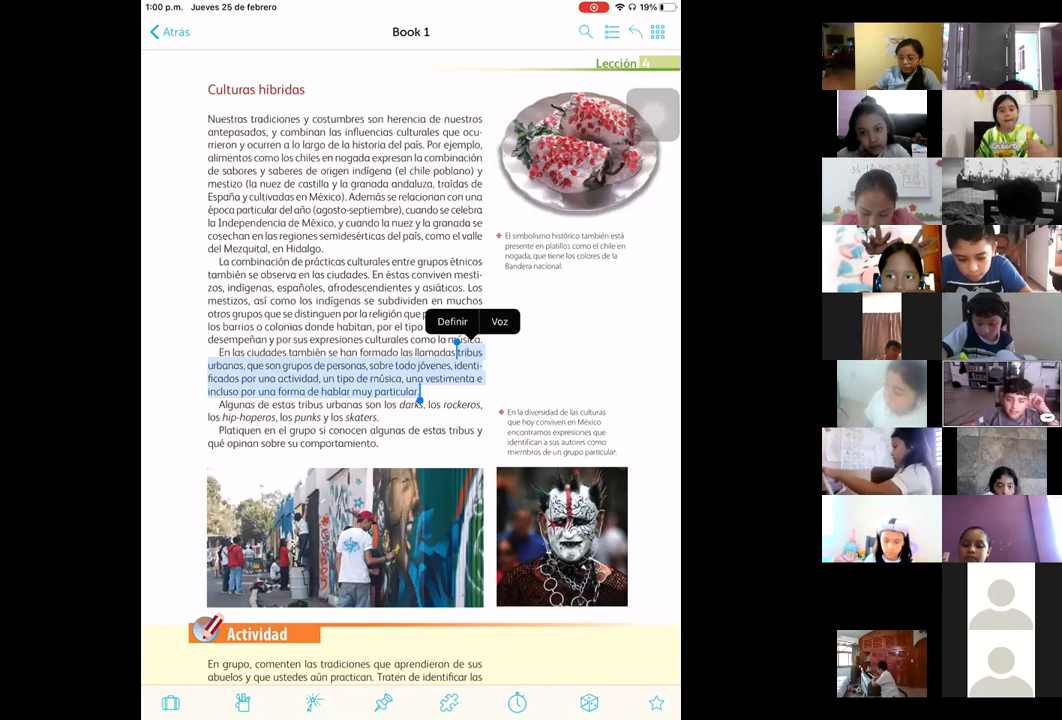 1:00 p.m. Jueves 25 de febrero
19%
Atrás
Book 1
Lección 4
Culturas híbridas
Nuestras tradiciones y costumbres son herencia de nuestros
antepasados, y combinan las influencias culturales que ocu-
rrieron y ocurren a lo largo de la historia del país. Por ejemplo,
alimentos como los chiles en nogada expresan la combinación
de sabores y saberes de origen indígena (el chile poblano) y
mestizo (la nuez de castilla y la granada andaluza, traídas de
España y cultivadas en México). Además se relacionan con una
época particular del año (agosto-septiembre), cuando se celebra
la Independencia de México, y cuando la nuez y la granada se
cosechan en las regiones semidesérticas del país, como el valle
del Mezquital, en Hidalgo.
La combinación de prácticas culturales entre grupos étnicos
también se observa en las ciudades. En éstas conviven mesti-
zos, indígenas, españoles, afrodescendientes y asiáticos. Los
mestizos, así como los indígenas se subdividen en muchos
otros grupos que se distinguen por la religión que
los barrios o colonias donde habitan, por el tipo
desempeñan y por sus expresiones culturales como la música.
En las ciudades también se han formado las llamadas tribus
urbanas, que son grupos de personas, sobre todo jóvenes, identi-
ficados por una actividad, un tipo de música, una vestimenta e
incluso por una forma de hablar muy particular.
Algunas de estas tribus urbanas son los darks, los rockeros,
los hip-hoperos, los punks y los skaters.
Platiquen en el grupo si conocen algunas de estas tribus y
qué opinan sobre su comportamiento.
Definir
Voz
El simbolismo histórico también está
presente en platillos como el chile en
nogada, que tiene los colores de la
Bandera nacional.
En la diversidad de las culturas
que hoy conviven en México
encontramos expresiones que
identifican a sus autores como
miembros de un grupo particular.
Actividad
En grupo, comenten las tradiciones que aprendieron de sus
abuelos y que ustedes aún practican. Traten de identificar las